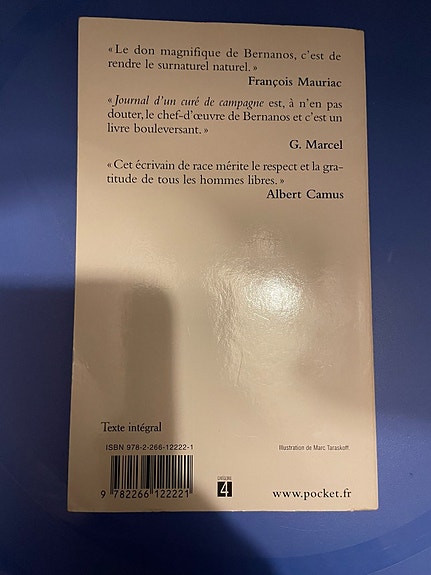 « Le don magnifique de Bernanos, c'est de
rendre le surnaturel naturel. »
François Mauriac
« Journal d'un curé de campagne est, à n'en pas
douter, le chef-d'œuvre de Bernanos et c'est un
livre bouleversant. »
G. Marcel
« Cet écrivain de race mérite le respect et la gra-
titude de tous les hommes libres. »
Albert Camus
Texte intégral
ISBN 978-2-266-12222-1
Illustration de Marc Taraskoff.
9 782266 122221
CATÉGORIE
4
www.pocket.fr